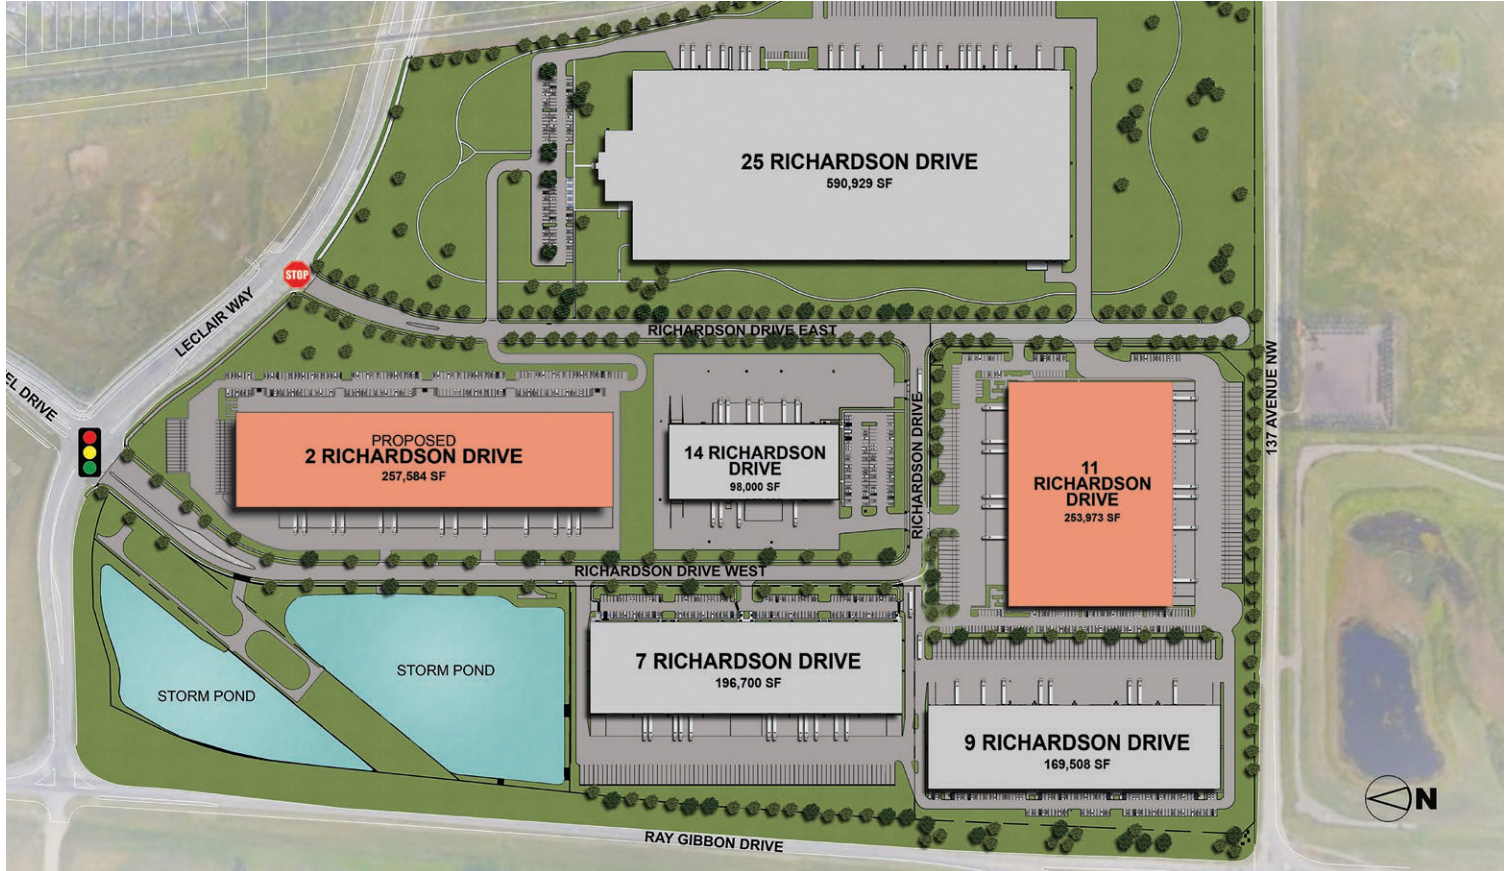 25 RICHARDSON DRIVE
590,929 SF
STOP
LECLAIR WAY
RICHARDSON DRIVE EAST
137 AVENUE NW
EL DRIVE
PROPOSED
2 RICHARDSON DRIVE
257,584 SF
14 RICHARDSON
DRIVE
98,000 SF
RICHARDSON DRIVE
11
RICHARDSON
DRIVE
253,973 SF
RICHARDSON DRIVE WEST
STORM POND
STORM POND
7 RICHARDSON DRIVE
196,700 SF
9 RICHARDSON DRIVE
169,508 SF
N
RAY GIBBON DRIVE